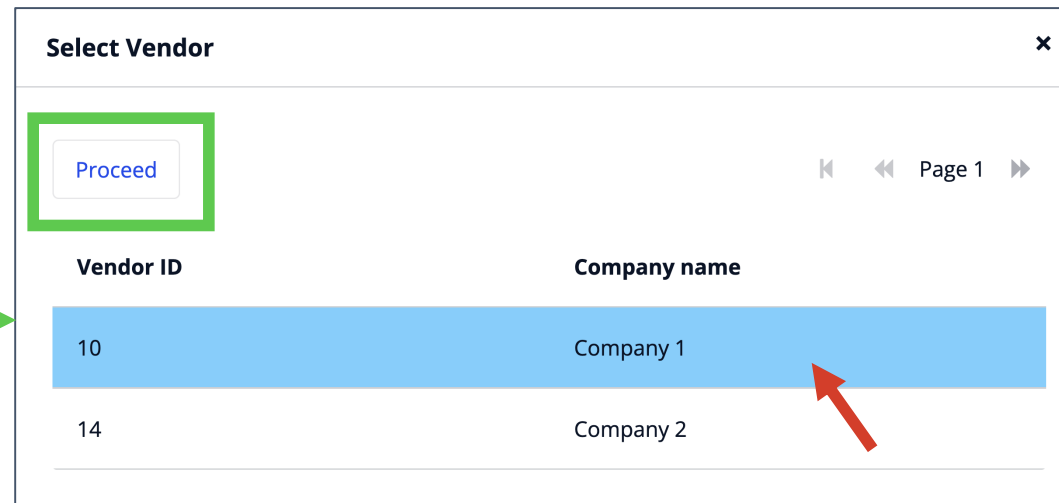 Select Vendor
Proceed
Page 1
Vendor ID Company name
10 Company 1
14 Company 2